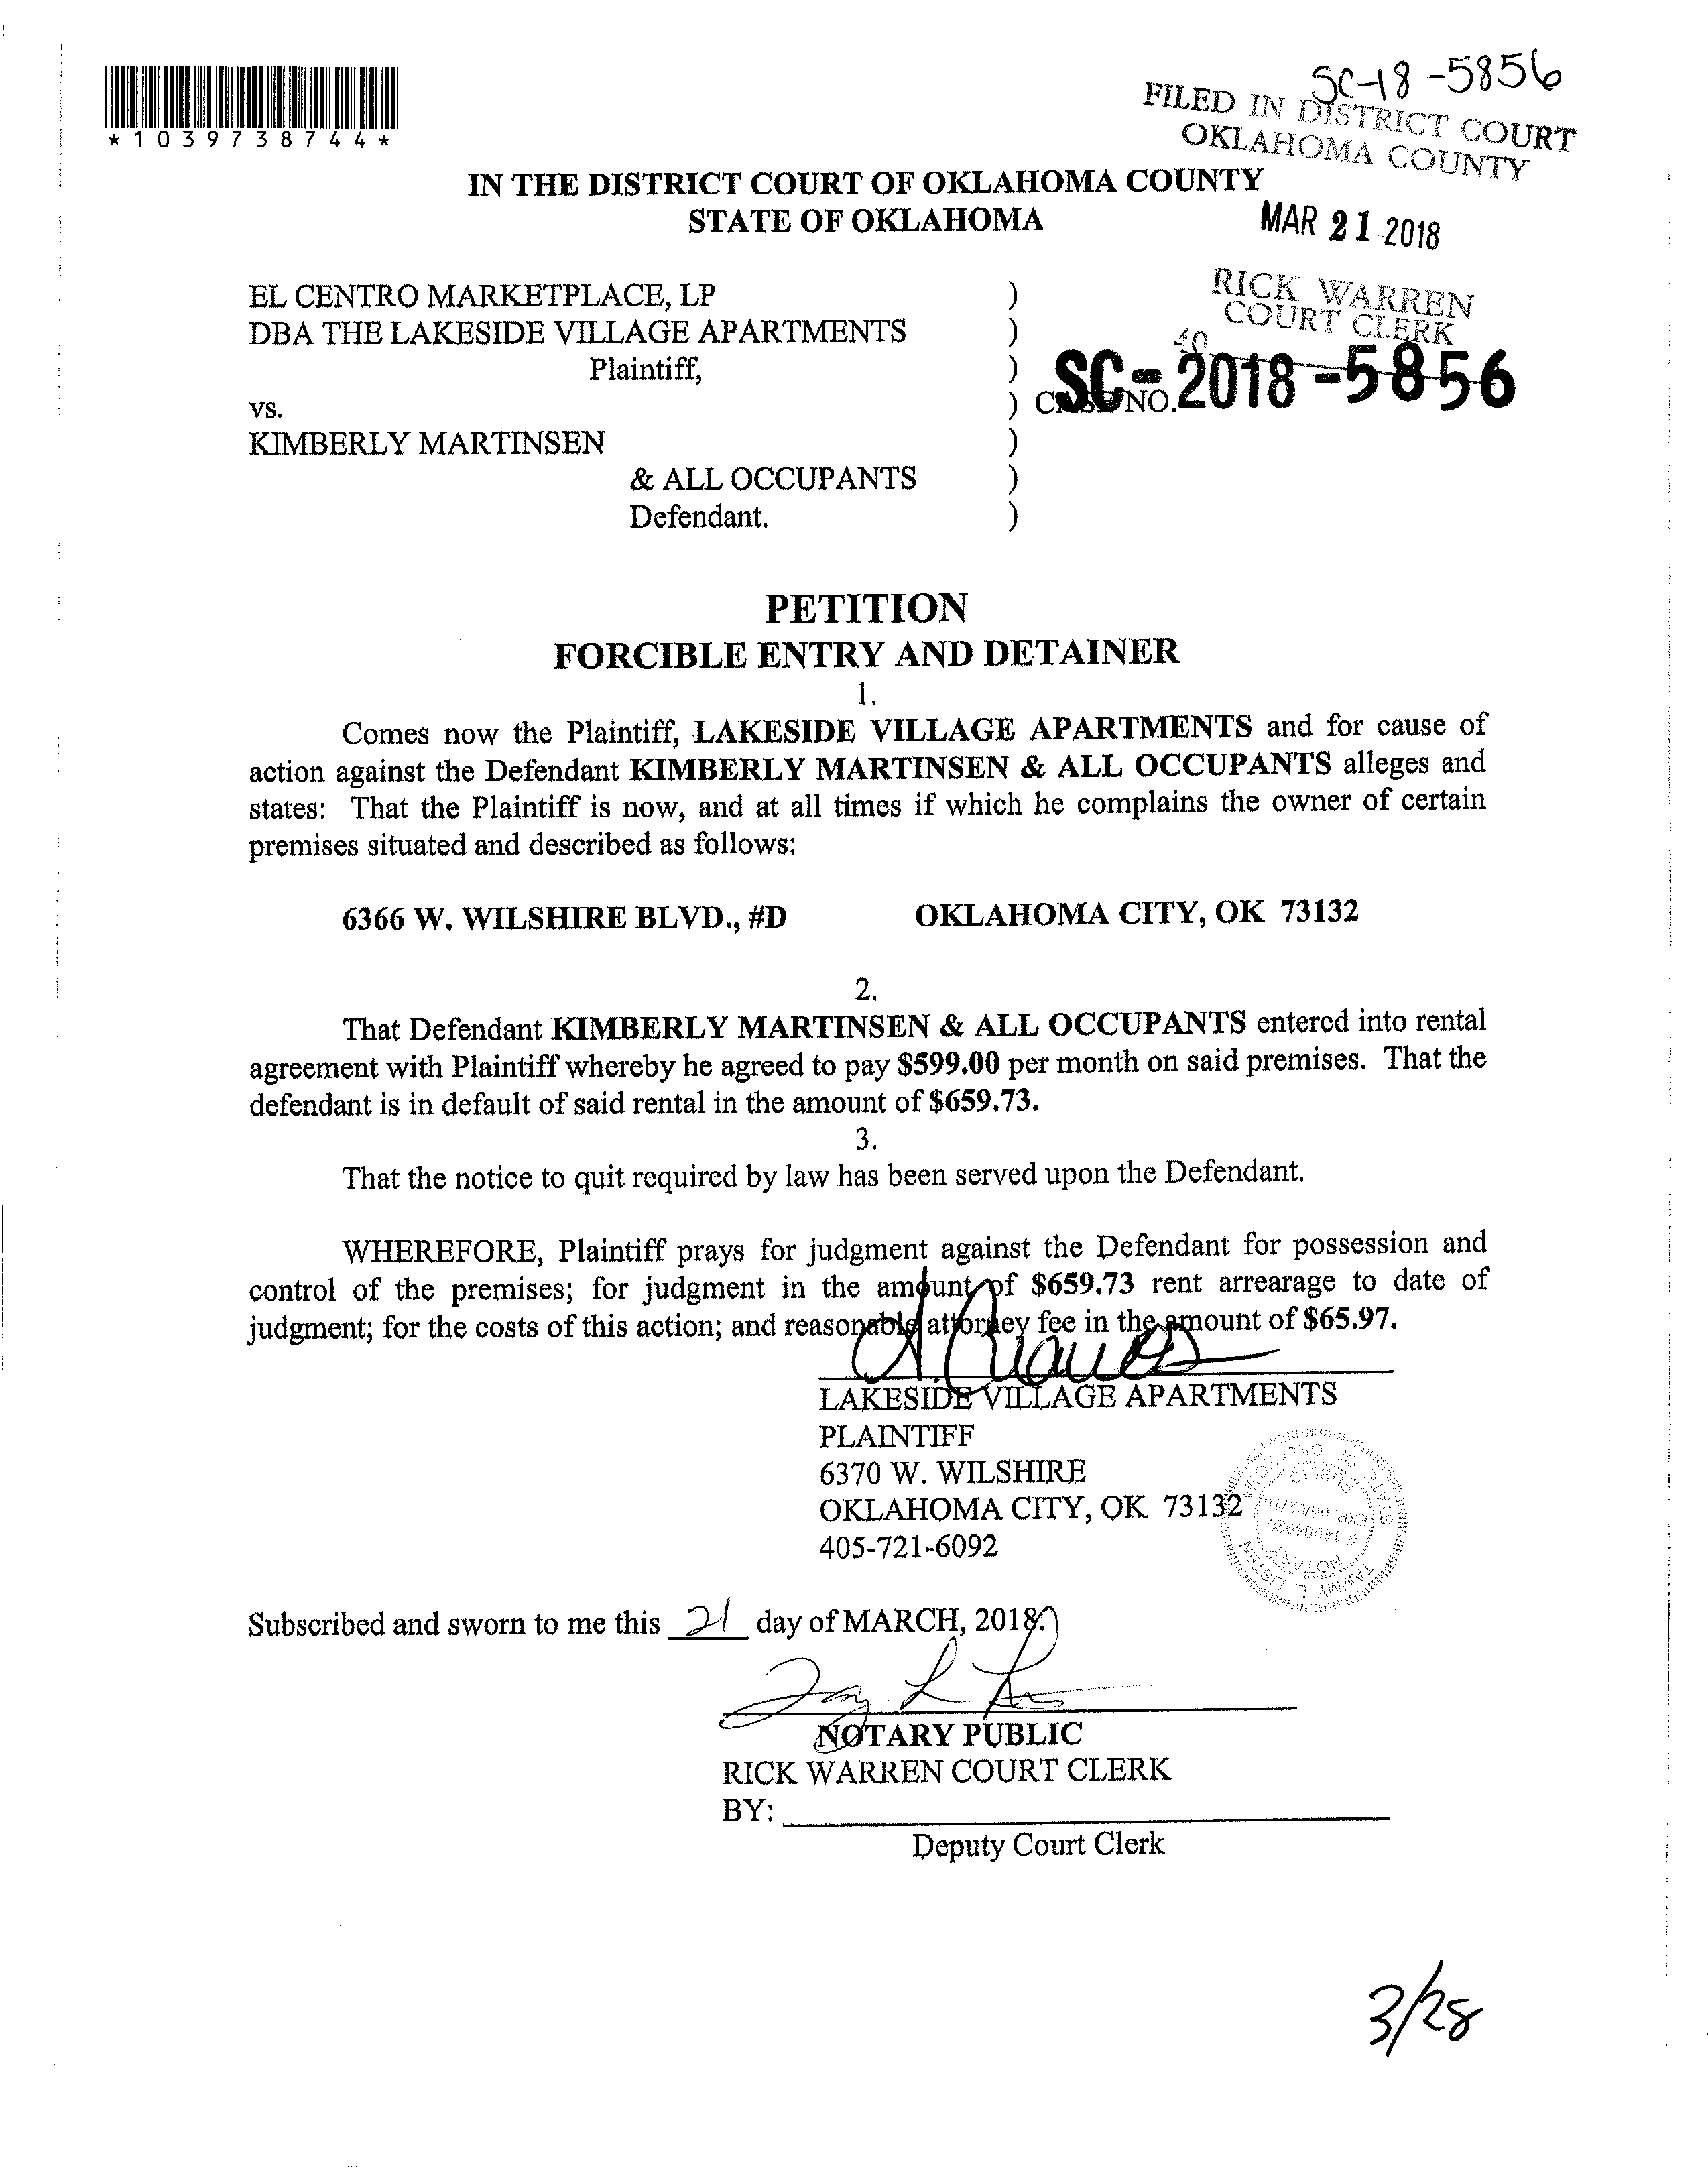 SC-18-5856
FILED IN DISTRICT COURT
OKLAHOMA COUNTY
*1039738744*
IN THE DISTRICT COURT OF OKLAHOMA COUNTY
STATE OF OKLAHOMA
MAR 21 2018
RICK WARREN
COURT CLERK
40
EL CENTRO MARKETPLACE, LP )
DBA THE LAKESIDE VILLAGE APARTMENTS )
Plaintiff, )
SC-2018-5856
vs. ) NO.
KIMBERLY MARTINSEN )
& ALL OCCUPANTS )
Defendant. )
PETITION
FORCIBLE ENTRY AND DETAINER
1.
Comes now the Plaintiff, LAKESIDE VILLAGE APARTMENTS and for cause of
action against the Defendant KIMBERLY MARTINSEN & ALL OCCUPANTS alleges and
states: That the Plaintiff is now, and at all times if which he complains the owner of certain
premises situated and described as follows:
6366 W. WILSHIRE BLVD., #D OKLAHOMA CITY, OK 73132
2.
That Defendant KIMBERLY MARTINSEN & ALL OCCUPANTS entered into rental
agreement with Plaintiff whereby he agreed to pay $599.00 per month on said premises. That the
defendant is in default of said rental in the amount of $659.73.
3.
That the notice to quit required by law has been served upon the Defendant.
WHEREFORE, Plaintiff prays for judgment against the Defendant for possession and
control of the premises; for judgment in the amount of $659.73 rent arrearage to date of
judgment; for the costs of this action; and reasonable attorney fee in the amount of $65.97.
LAKESIDE VILLAGE APARTMENTS
PLAINTIFF
6370 W. WILSHIRE
OKLAHOMA CITY, OK 73132
405-721-6092
TAMMY L. LISTEN
STATE OF OKLAHOMA
NOTARY
PUBLIC
Subscribed and sworn to me this 21 day of MARCH, 2018.
NOTARY PUBLIC
RICK WARREN COURT CLERK
BY:
Deputy Court Clerk
3/28